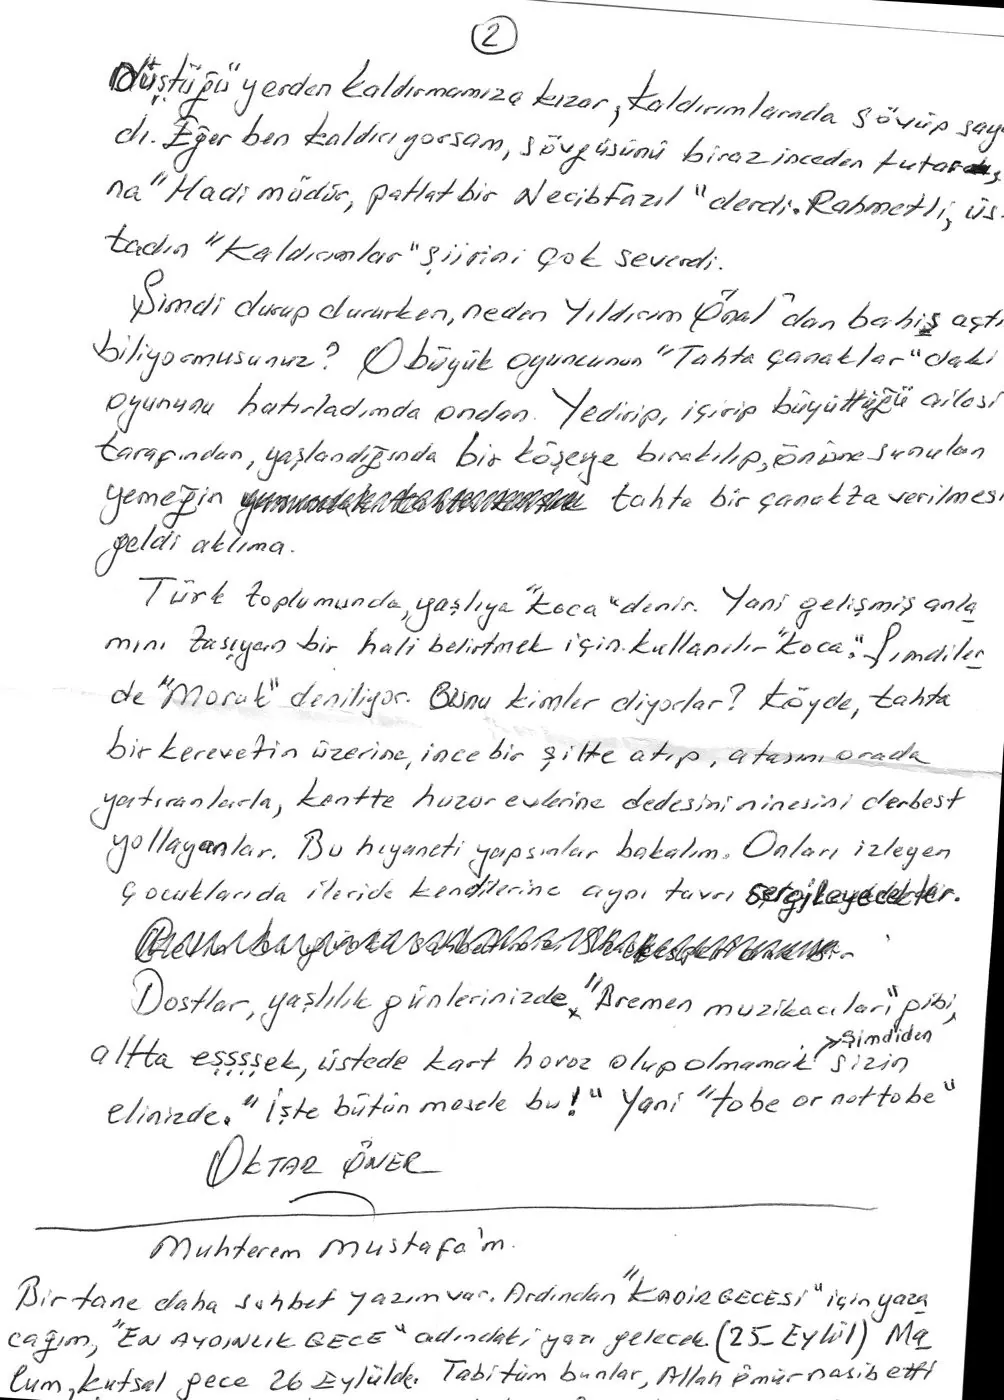 2
Düştüğü yerden kaldırmamıza kızar, kaldırımlarada sövüp say
dı. Eğer ben kaldırıyorsam, sövgüsünü biraz inceden tutar,
na "Hadi müdür, patlat bir Necib Fazıl" derdi. Rahmetli, üs
tadın "Kaldırımlar" şiirini çok severdi.
Şimdi durup dururken, neden Yıldırım Önal'dan bahis açtı
biliyormusunuz? O büyük oyuncunun "Tahta çanaklar"daki
oyununu hatırladımda ondan. Yedirip, içirip büyüttüğü ailesi
tarafından, yaşlandığında bir köşeye bırakılıp, önüne sunulan
yemeğin tahta bir çanakta verilmesi
geldi aklıma.
Türk toplumunda, yaşlıya "koca" denir. Yani gelişmiş anla
mını taşıyan bir hali belirtmek için kullanılır "koca". Şimdiler
de "Moruk" deniliyor. Bunu kimler diyorlar? Köyde, tahta
bir kerevetin üzerine, ince bir şilte atıp, atasını orada
yatıranlarla, kentte huzur evlerine dedesini ninesini derbest
yollayanlar. Bu hıyaneti yapsınlar bakalım. Onları izleyen
çocuklarıda ileride kendilerine aynı tavrı sergileyecekler.
Dostlar, yaşlılık günlerinizde, "Bremen muzikacıları" gibi,
altta eşşşşek, üstede kart horoz olup olmamak şimdiden sizin
elinizde. "İşte bütün mesele bu!" Yani "to be or not to be"
OKTAR ÖNER
Muhterem Mustafa'm.
Bir tane daha sohbet yazım var. Ardından "KADİR GECESİ" için yaza
cağım, "EN AYDINLIK GECE" adındaki yazı gelecek. (25 Eylül) Ma
lum, kutsal gece 26 Eylülde. Tabi tüm bunlar, Allah ömür nasib etti